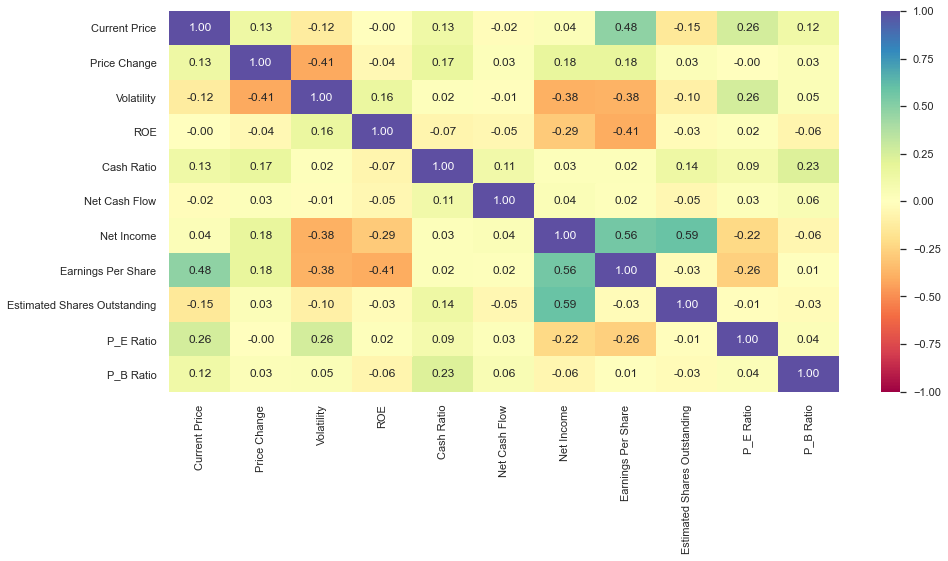 Current Price 1.00 0.13 -0.12 -0.00 0.13 -0.02 0.04 0.48 -0.15 0.26 0.12
Price Change 0.13 1.00 -0.41 -0.04 0.17 0.03 0.18 0.18 0.03 -0.00 0.03
Volatility -0.12 -0.41 1.00 0.16 0.02 -0.01 -0.38 -0.38 -0.10 0.26 0.05
ROE -0.00 -0.04 0.16 1.00 -0.07 -0.05 -0.29 -0.41 -0.03 0.02 -0.06
Cash Ratio 0.13 0.17 0.02 -0.07 1.00 0.11 0.03 0.02 0.14 0.09 0.23
Net Cash Flow -0.02 0.03 -0.01 -0.05 0.11 1.00 0.04 0.02 -0.05 0.03 0.06
Net Income 0.04 0.18 -0.38 -0.29 0.03 0.04 1.00 0.56 0.59 -0.22 -0.06
Earnings Per Share 0.48 0.18 -0.38 -0.41 0.02 0.02 0.56 1.00 -0.03 -0.26 0.01
Estimated Shares Outstanding -0.15 0.03 -0.10 -0.03 0.14 -0.05 0.59 -0.03 1.00 -0.01 -0.03
P_E Ratio 0.26 -0.00 0.26 0.02 0.09 0.03 -0.22 -0.26 -0.01 1.00 0.04
P_B Ratio 0.12 0.03 0.05 -0.06 0.23 0.06 -0.06 0.01 -0.03 0.04 1.00
Current Price
Price Change
Volatility
ROE
Cash Ratio
Net Cash Flow
Net Income
Earnings Per Share
Estimated Shares Outstanding
P_E Ratio
P_B Ratio
1.00
0.75
0.50
0.25
0.00
-0.25
-0.50
-0.75
-1.00